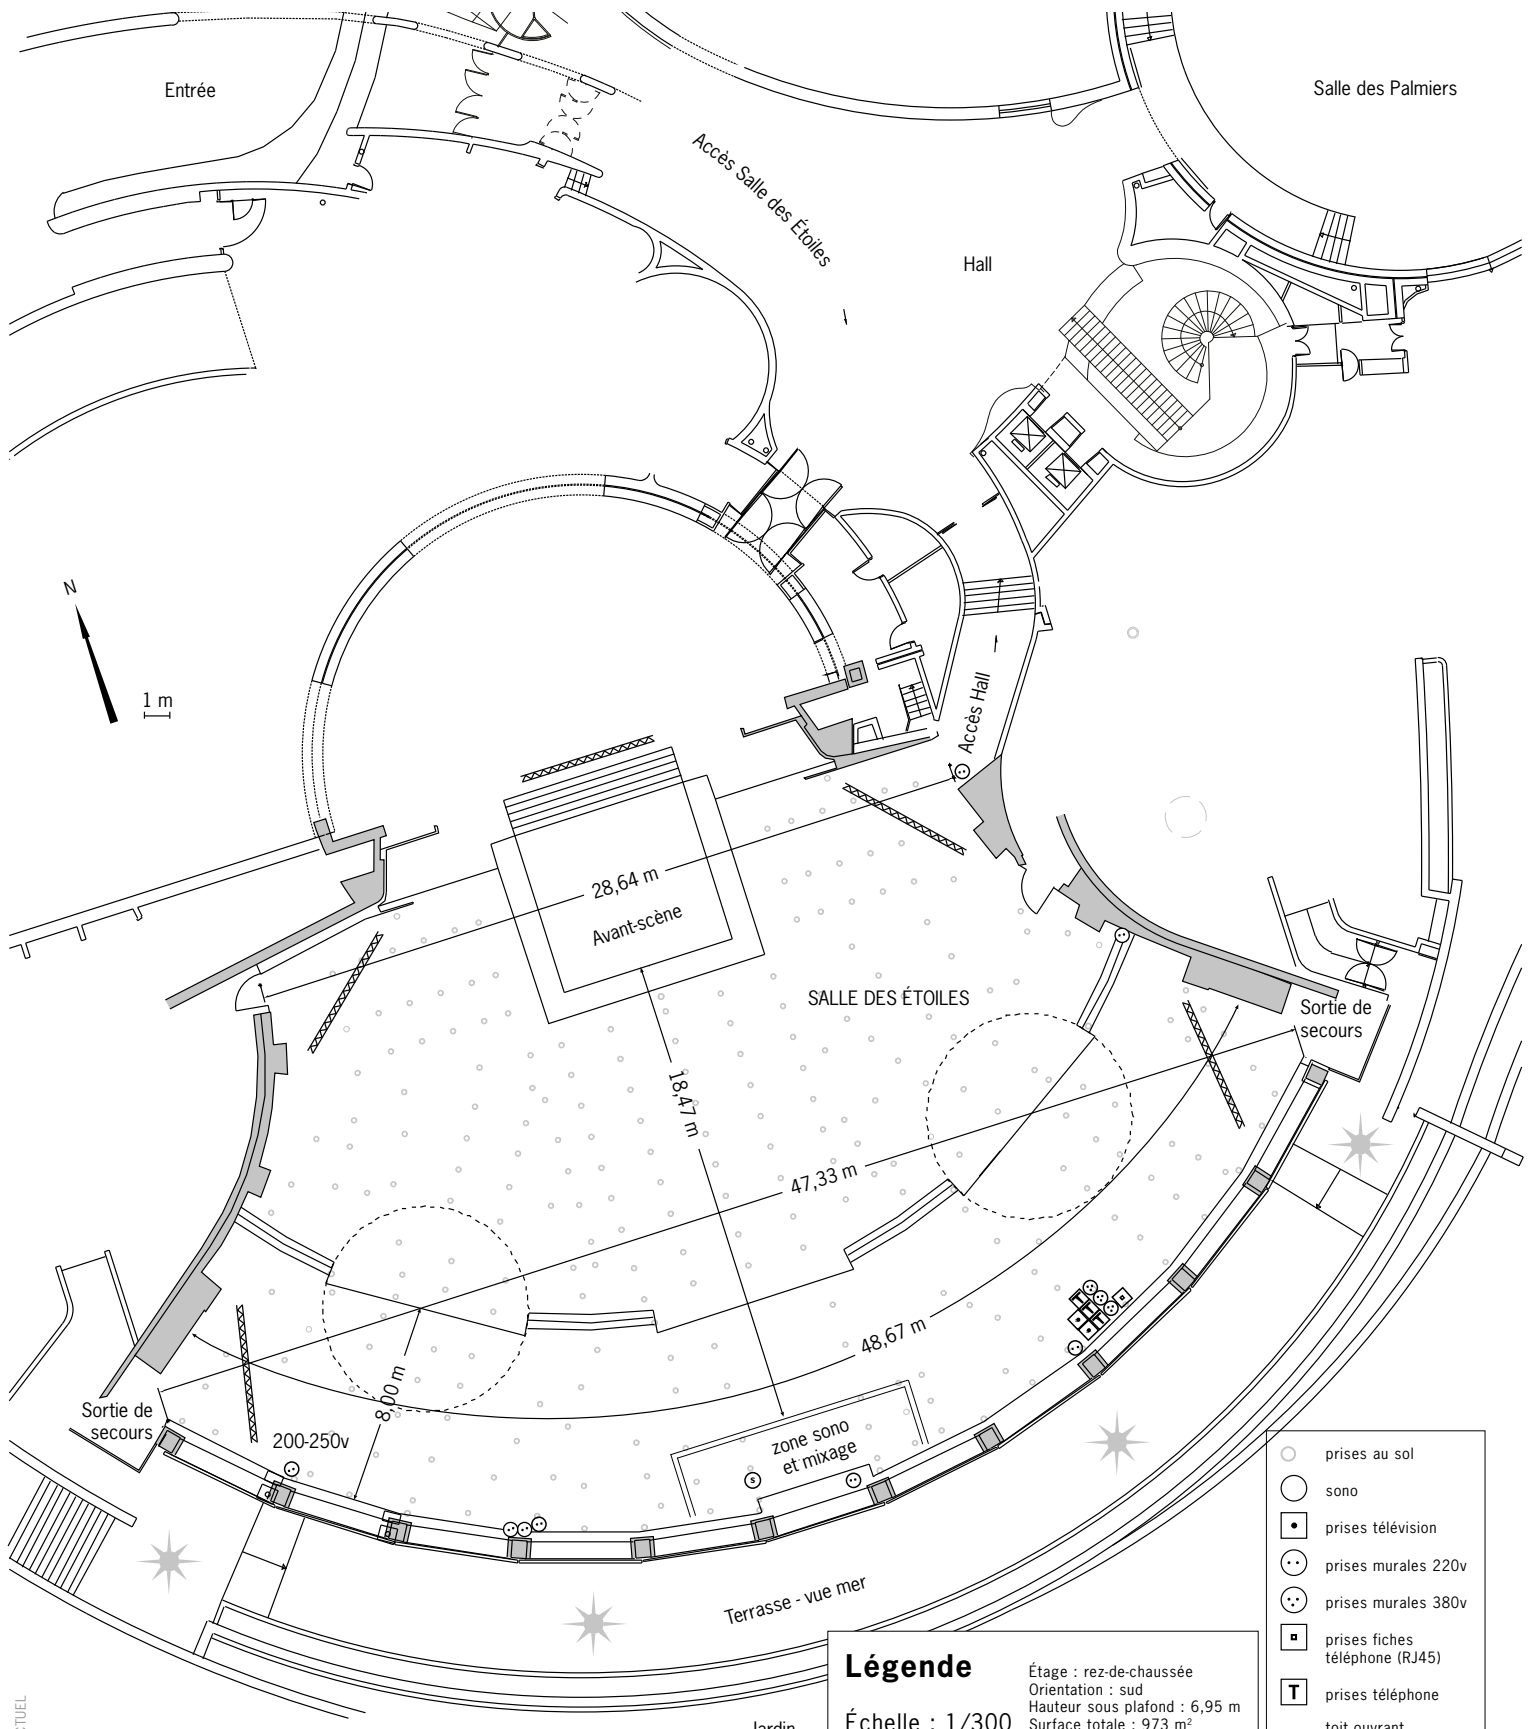 Entrée
Salle des Palmiers
Accès Salle des Étoiles
Hall
N
1 m
Accès Hall
28,64 m
Avant-scène
SALLE DES ÉTOILES
Sortie de
secours
18,47 m
47,33 m
48,67 m
8,00 m
Sortie de
secours
200-250v
zone sono
et mixage
S
Terrasse - vue mer
prises au sol
sono
prises télévision
prises murales 220v
prises murales 380v
prises fiches
téléphone (RJ45)
T
prises téléphone
toit ouvrant
Légende
Échelle : 1/300
Étage : rez-de-chaussée
Orientation : sud
Hauteur sous plafond : 6,95 m
Surface totale : 973 m²
Jardin